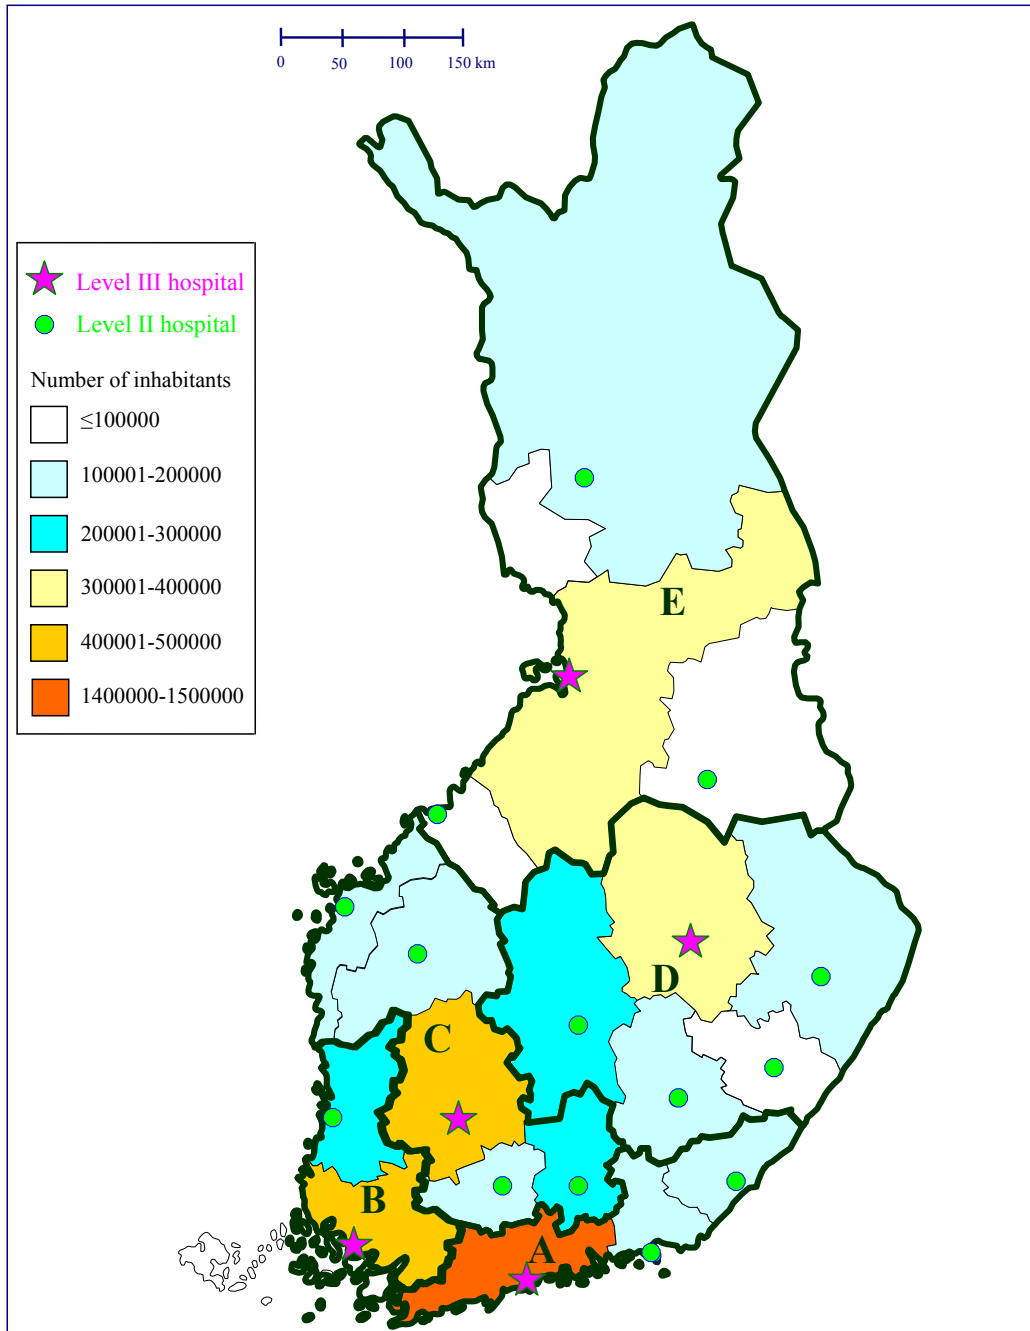 0 50 100 150 km
Level III hospital
Level II hospital
Number of inhabitants
≤100000
100001-200000
200001-300000
300001-400000
400001-500000
1400000-1500000
E
D
C
B
A